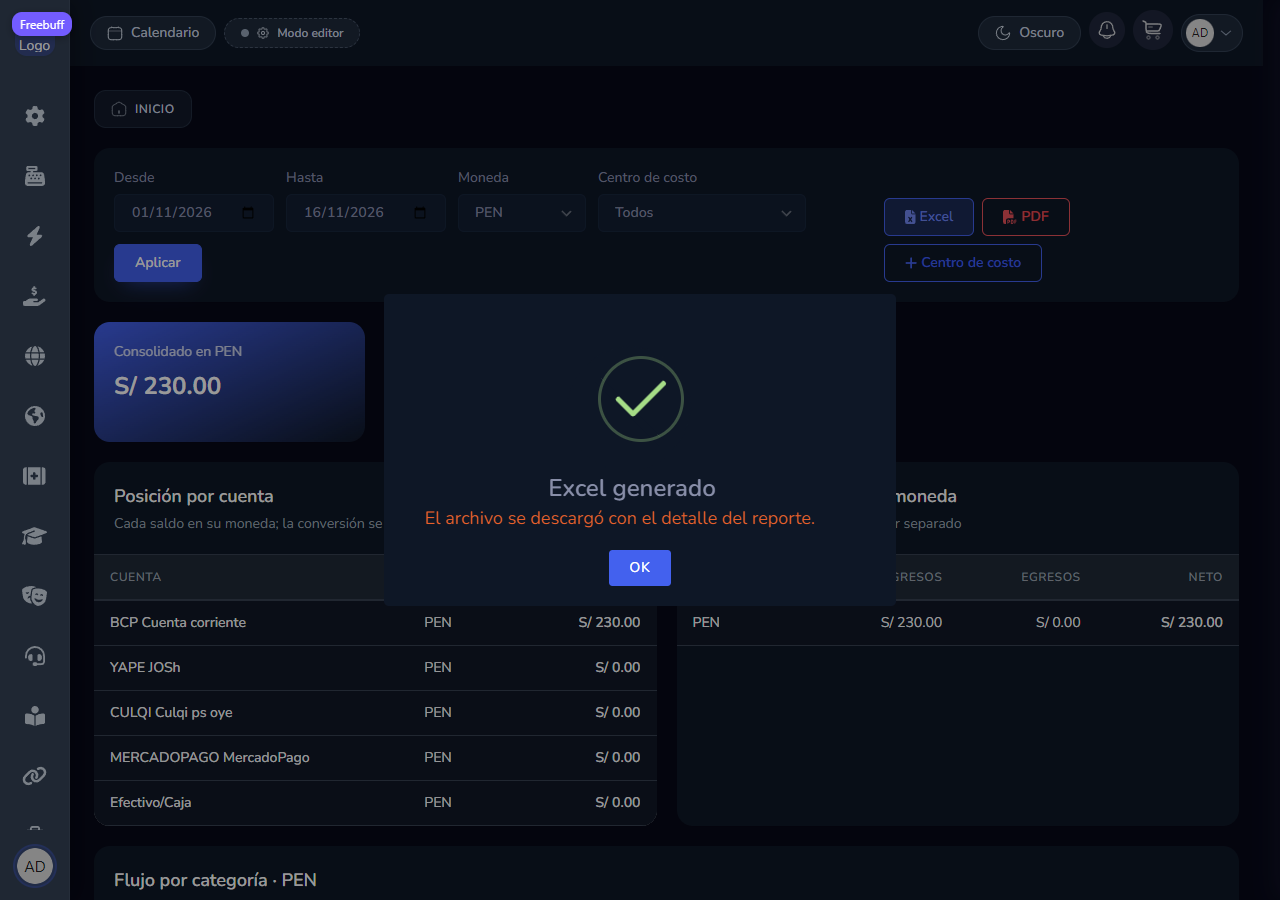 Freebuff
Logo
Calendario
Modo editor
Oscuro
AD
INICIO
Desde
Hasta
Moneda
Centro de costo
01/11/2026
16/11/2026
PEN
Todos
Excel
PDF
Aplicar
+ Centro de costo
Consolidado en PEN
S/ 230.00
Excel generado
El archivo se descargó con el detalle del reporte.
OK
Posición por cuenta
Cada saldo en su moneda; la conversión se
moneda
separado
CUENTA
EGRESOS
NETO
BCP Cuenta corriente PEN S/ 230.00
YAPE JOSh PEN S/ 0.00
CULQI Culqi ps oye PEN S/ 0.00
MERCADOPAGO MercadoPago PEN S/ 0.00
Efectivo/Caja PEN S/ 0.00
PEN S/ 230.00 S/ 0.00 S/ 230.00
AD
Flujo por categoría · PEN